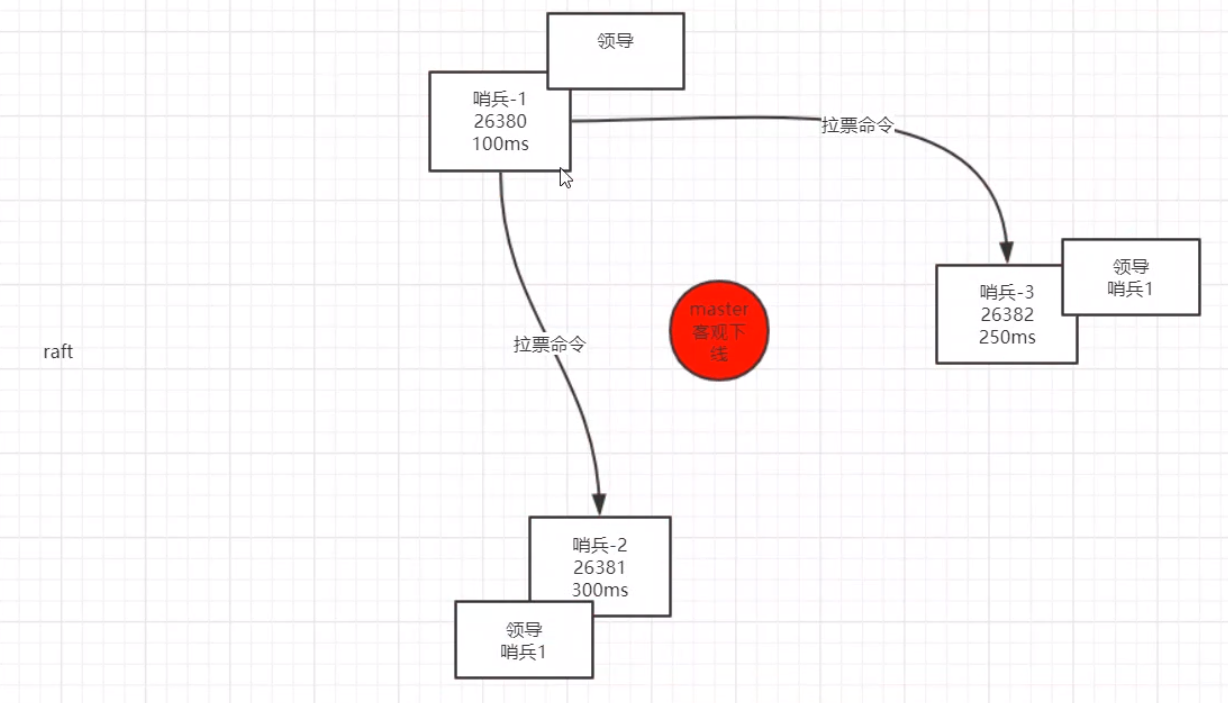 领导
哨兵-1
26380
100ms
拉票命令
领导
哨兵1
哨兵-3
26382
250ms
master
客观下
线
拉票命令
raft
哨兵-2
26381
300ms
领导
哨兵1